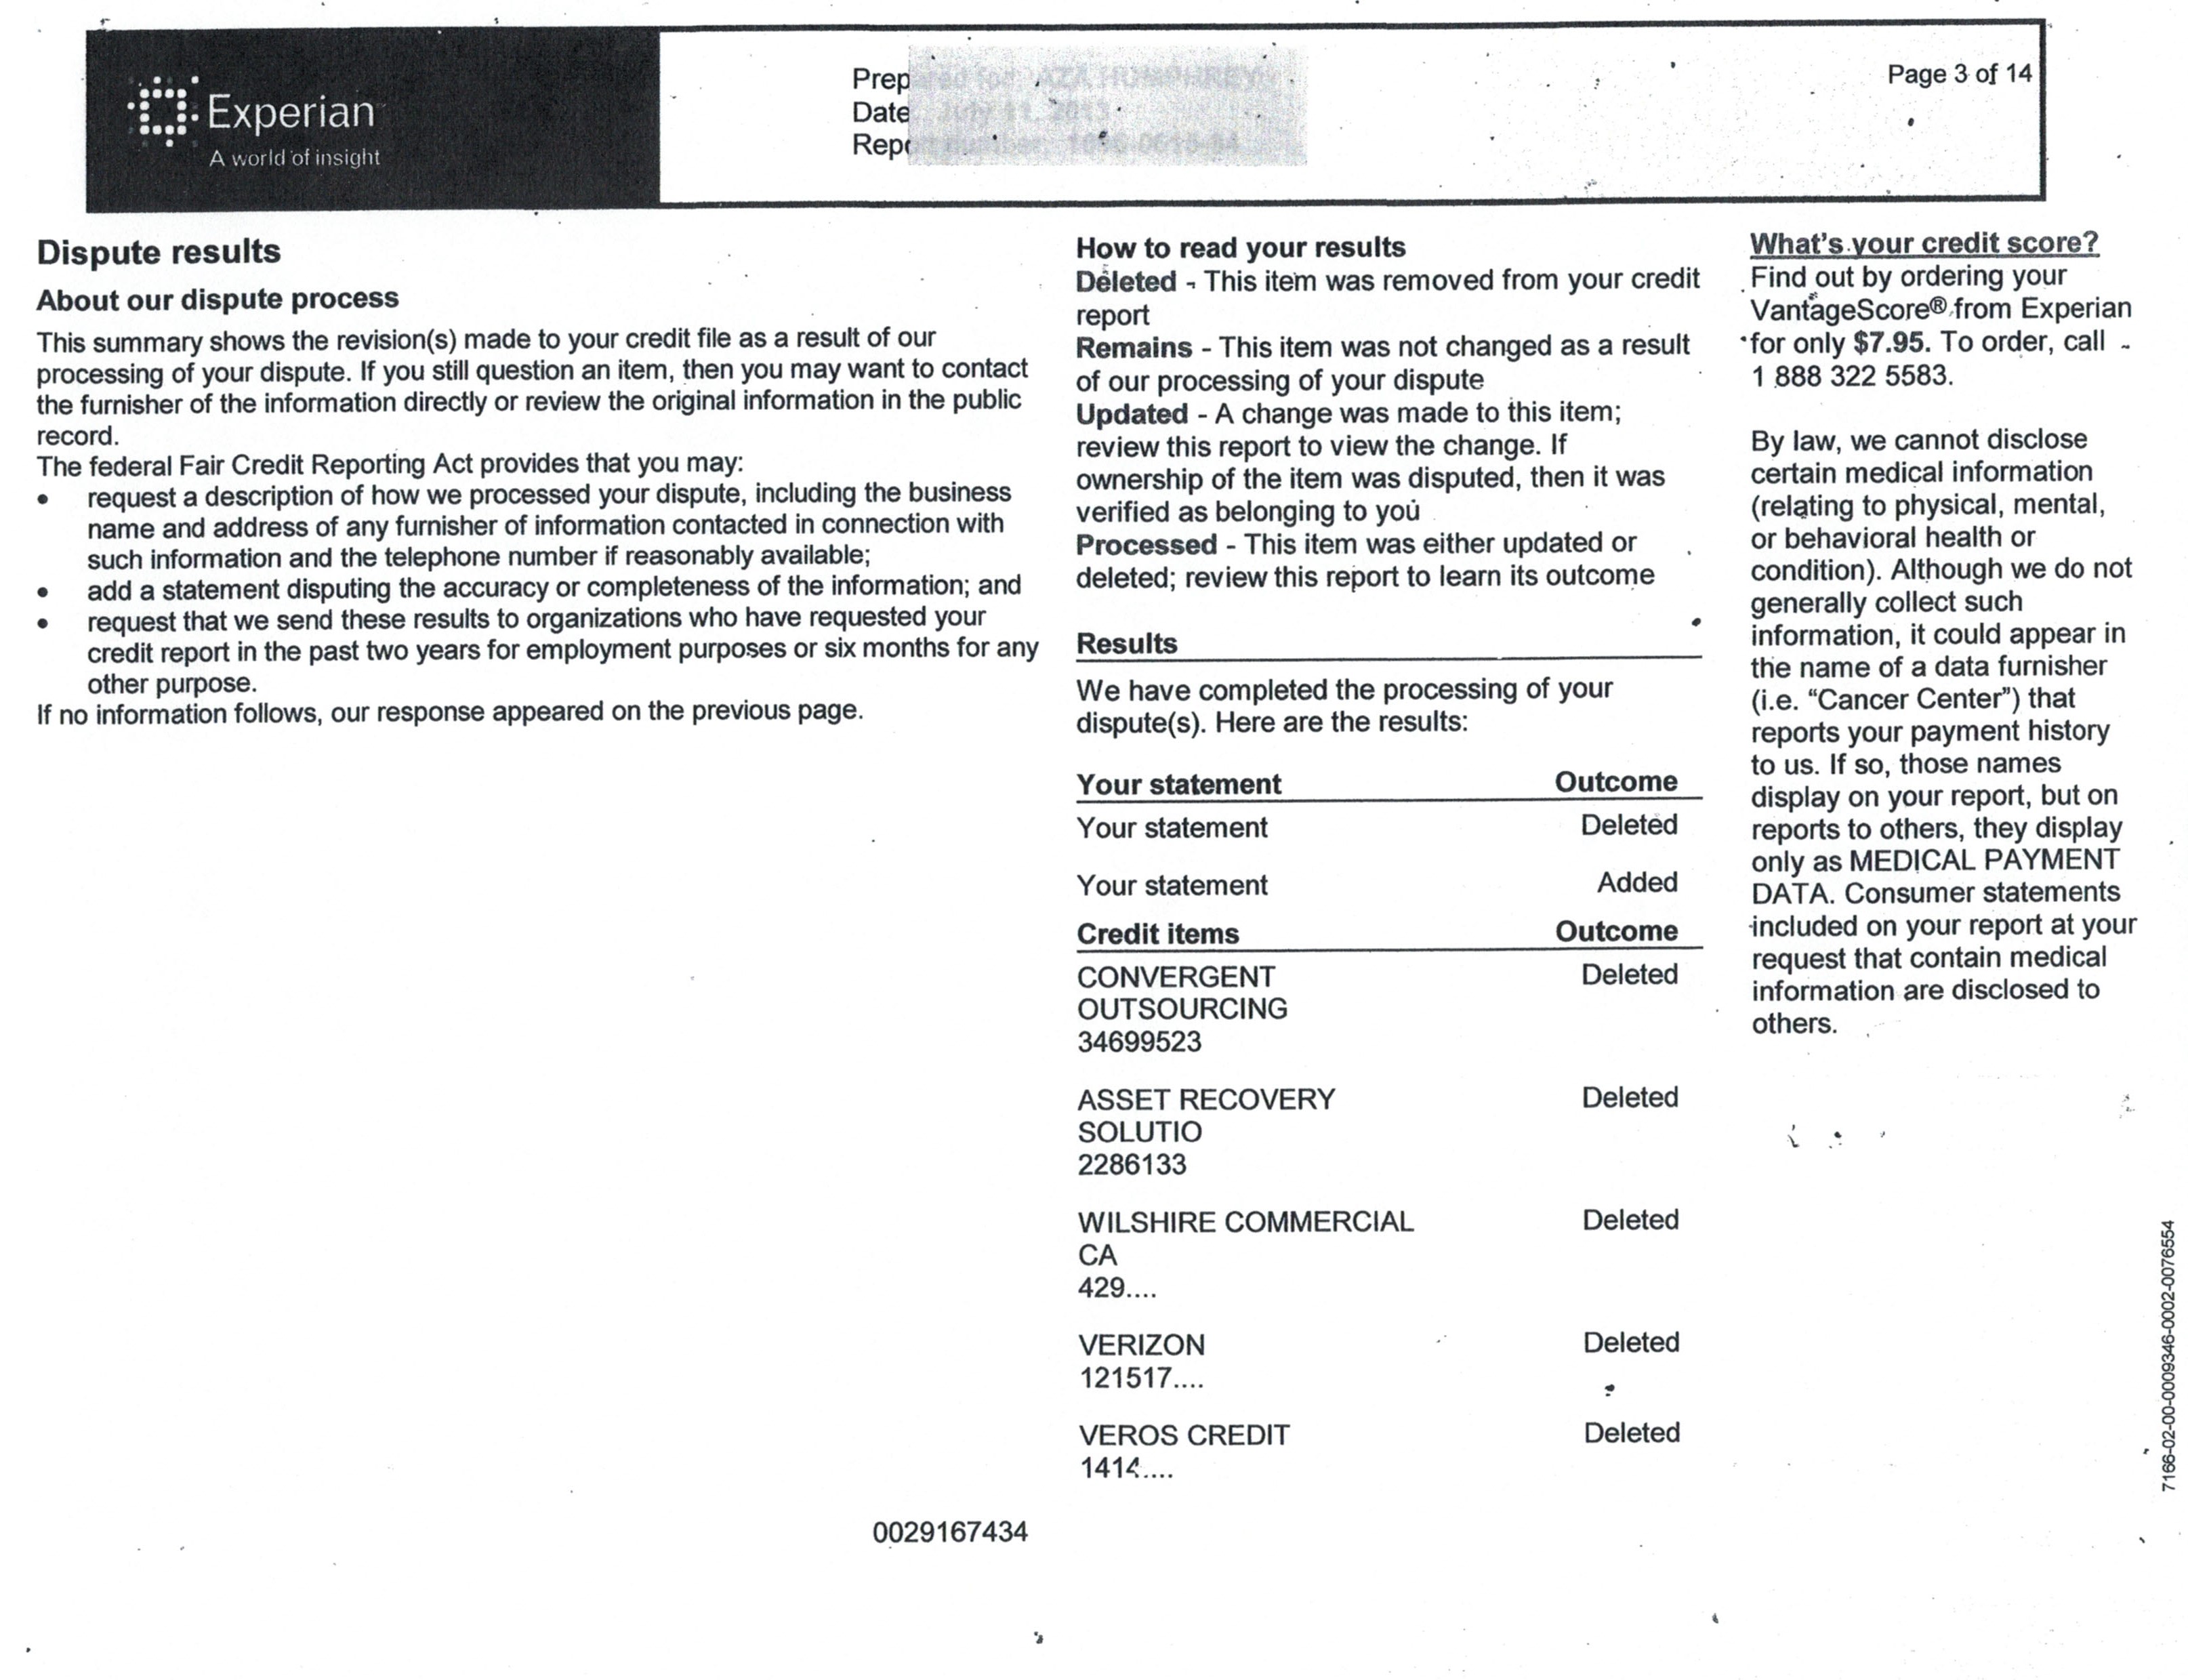 Experian
A world of insight
Prep
Date
Repo
Page 3 of 14
Dispute results
About our dispute process
This summary shows the revision(s) made to your credit file as a result of our
processing of your dispute. If you still question an item, then you may want to contact
the furnisher of the information directly or review the original information in the public
record.
The federal Fair Credit Reporting Act provides that you may:
• request a description of how we processed your dispute, including the business
name and address of any furnisher of information contacted in connection with
such information and the telephone number if reasonably available;
• add a statement disputing the accuracy or completeness of the information; and
• request that we send these results to organizations who have requested your
credit report in the past two years for employment purposes or six months for any
other purpose.
If no information follows, our response appeared on the previous page.
How to read your results
Deleted - This item was removed from your credit
report
Remains - This item was not changed as a result
of our processing of your dispute
Updated - A change was made to this item;
review this report to view the change. If
ownership of the item was disputed, then it was
verified as belonging to you
Processed - This item was either updated or
deleted; review this report to learn its outcome
Results
We have completed the processing of your
dispute(s). Here are the results:
Your statement Outcome
Your statement Deleted
Your statement Added
Credit items Outcome
CONVERGENT Deleted
OUTSOURCING
34699523
ASSET RECOVERY Deleted
SOLUTIO
2286133
WILSHIRE COMMERCIAL Deleted
CA
429....
VERIZON Deleted
121517....
VEROS CREDIT Deleted
1414....
What's your credit score?
Find out by ordering your
VantageScore® from Experian
for only $7.95. To order, call
1 888 322 5583.
By law, we cannot disclose
certain medical information
(relating to physical, mental,
or behavioral health or
condition). Although we do not
generally collect such
information, it could appear in
the name of a data furnisher
(i.e. “Cancer Center”) that
reports your payment history
to us. If so, those names
display on your report, but on
reports to others, they display
only as MEDICAL PAYMENT
DATA. Consumer statements
included on your report at your
request that contain medical
information are disclosed to
others.
0029167434
7166-02-00-0009346-0002-0076554